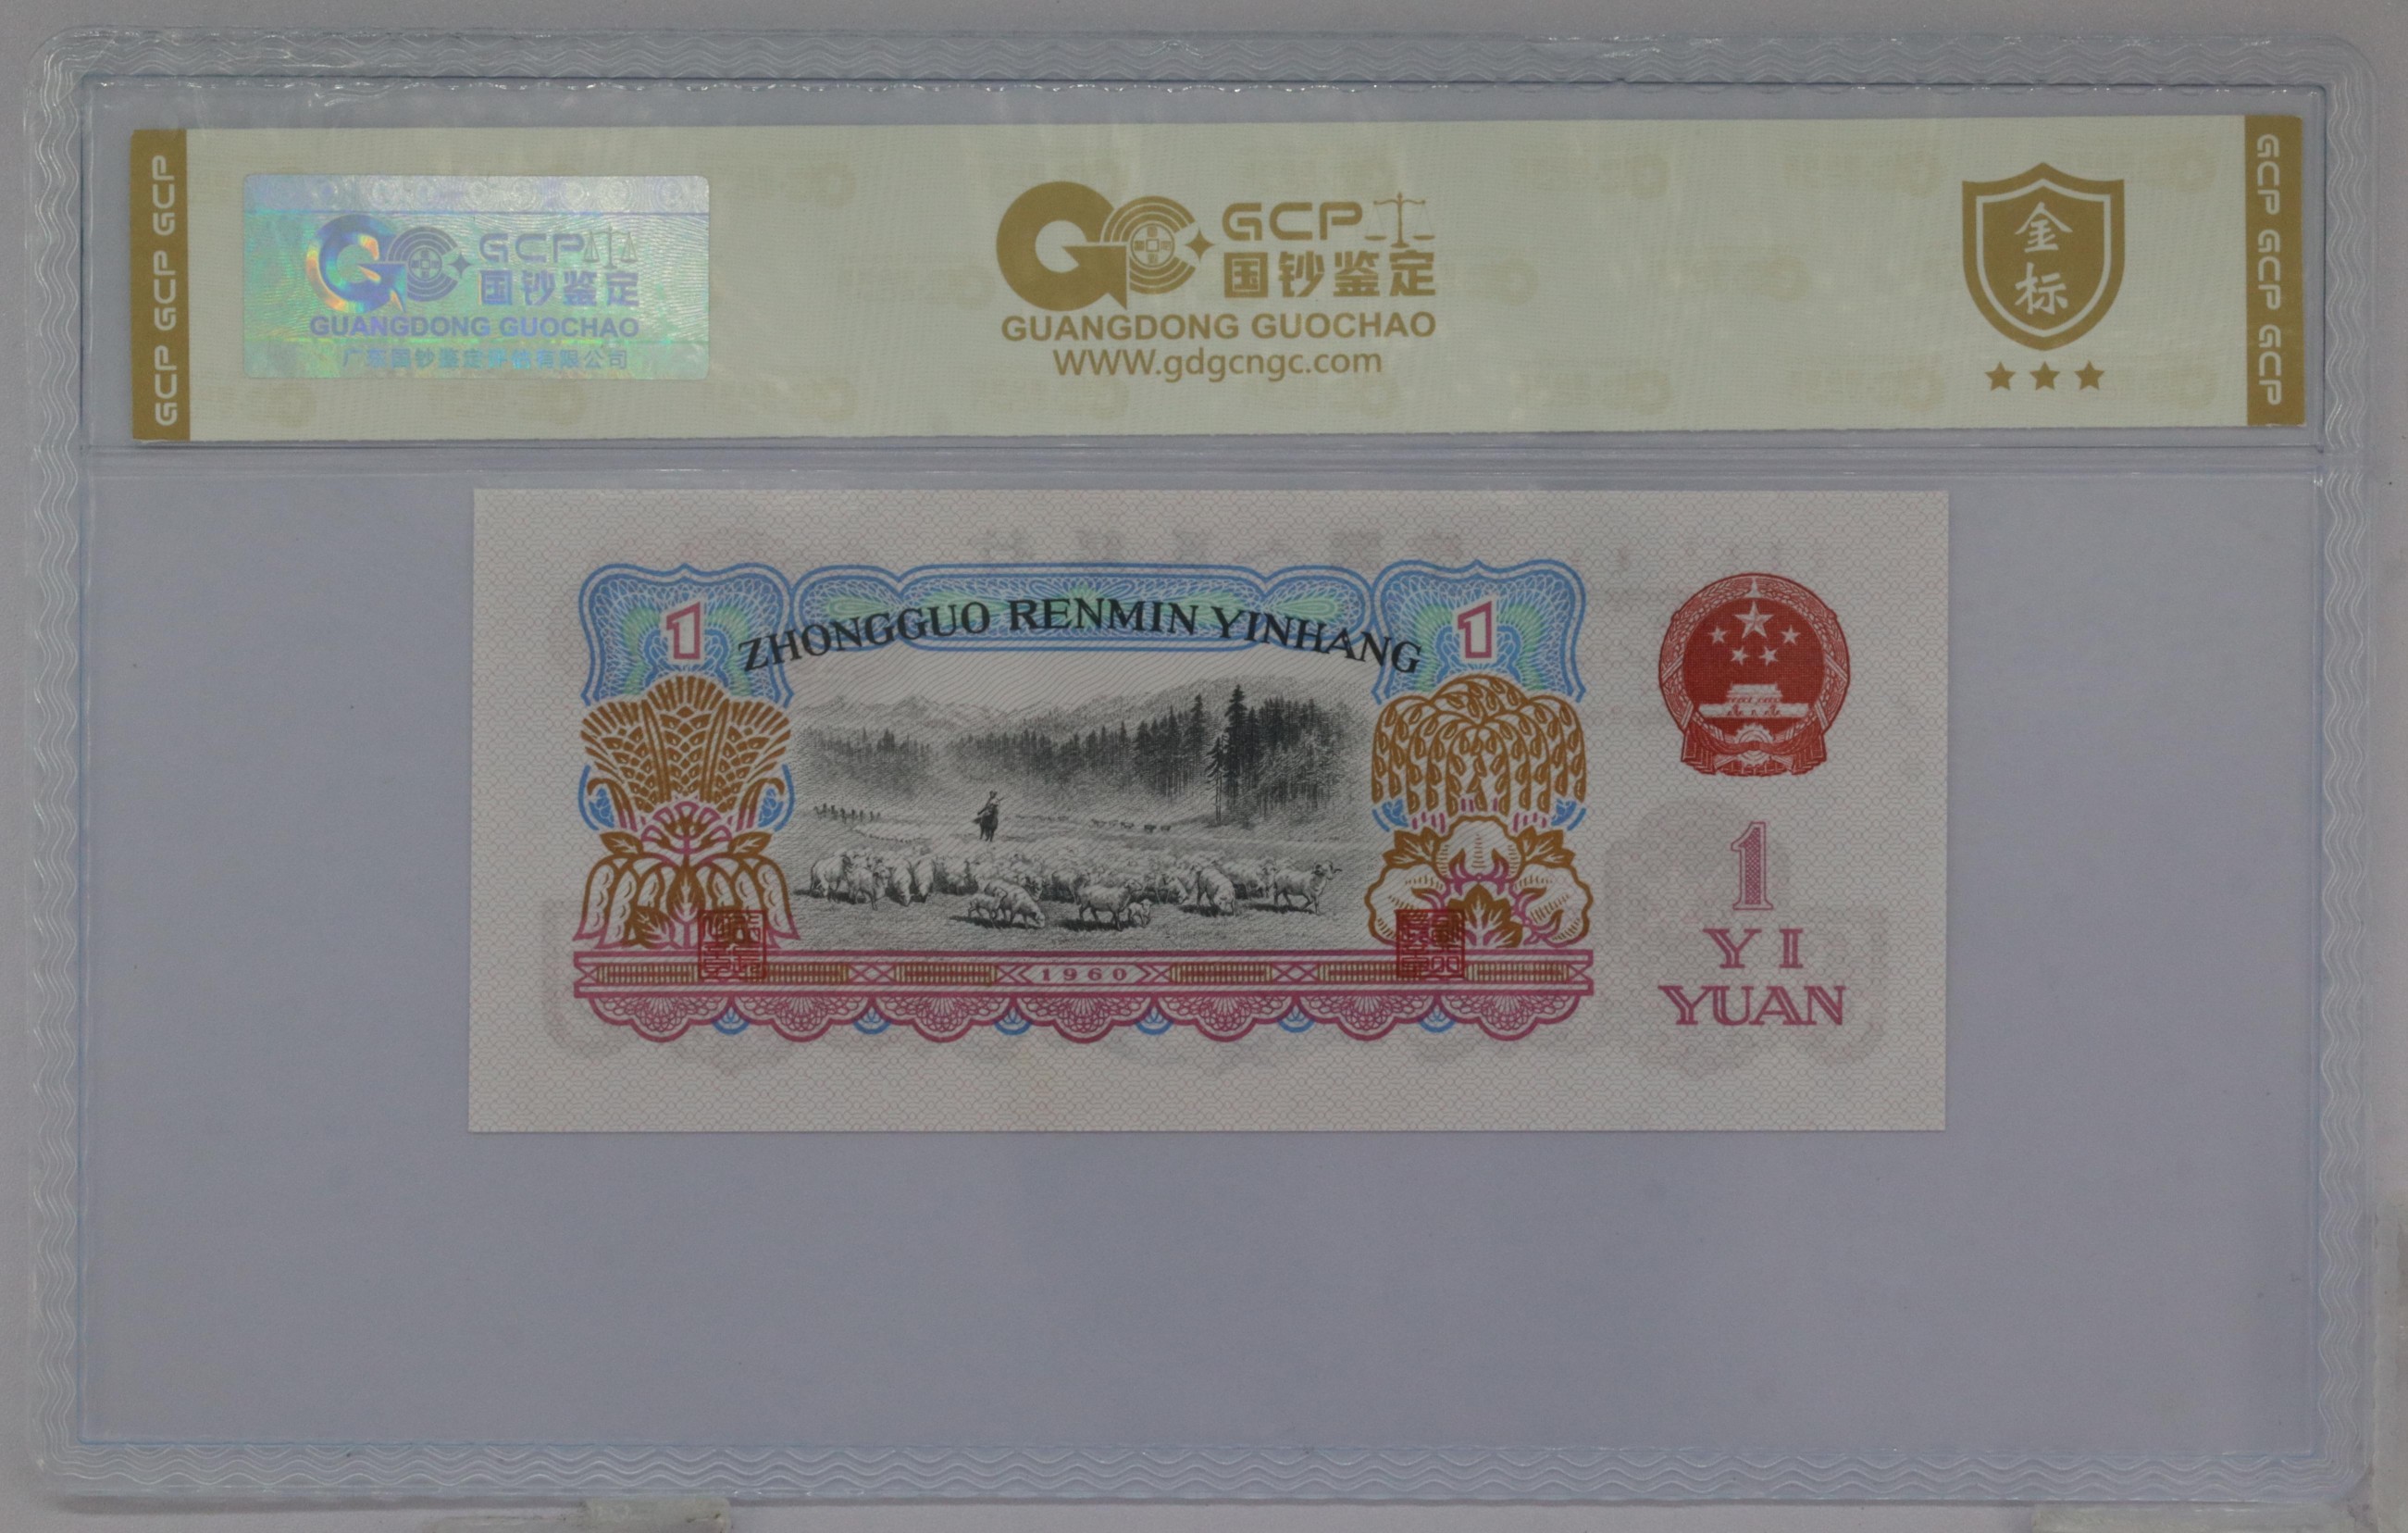 GCP GCP GCP
GCP
国钞鉴定
GUANGDONG GUOCHAO
广东国钞鉴定评估有限公司
GCP
国钞鉴定
GUANGDONG GUOCHAO
WWW.gdgcngc.com
金标
GCP GCP GCP
1
ZHONGGUO RENMIN YINHANG
1
1960
1
YI
YUAN